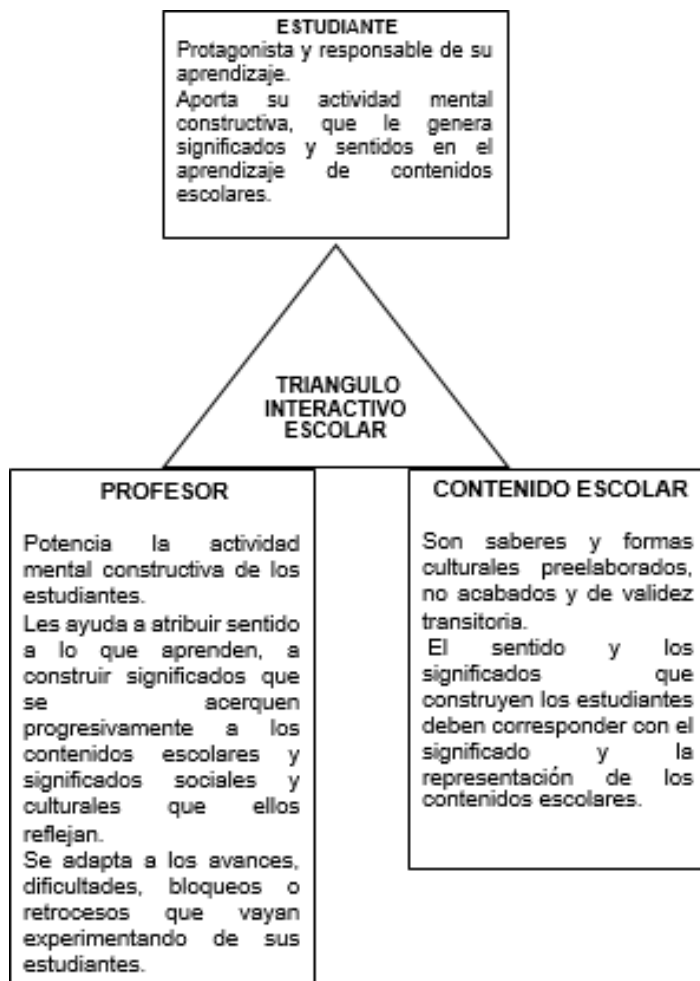 ESTUDIANTE
Protagonista y responsable de su
aprendizaje.
Aporta su actividad mental
constructiva, que le genera
significados y sentidos en el
aprendizaje de contenidos
escolares.
TRIANGULO
INTERACTIVO
ESCOLAR
PROFESOR
Potencia la actividad
mental constructiva de los
estudiantes.
Les ayuda a atribuir sentido
a lo que aprenden, a
construir significados que
se acerquen
progresivamente a los
contenidos escolares y
significados sociales y
culturales que ellos
reflejan.
Se adapta a los avances,
dificultades, bloqueos o
retrocesos que vayan
experimentando de sus
estudiantes.
CONTENIDO ESCOLAR
Son saberes y formas
culturales preelaborados,
no acabados y de validez
transitoria.
El sentido y los
significados que
construyen los estudiantes
deben corresponder con el
significado y la
representación de los
contenidos escolares.